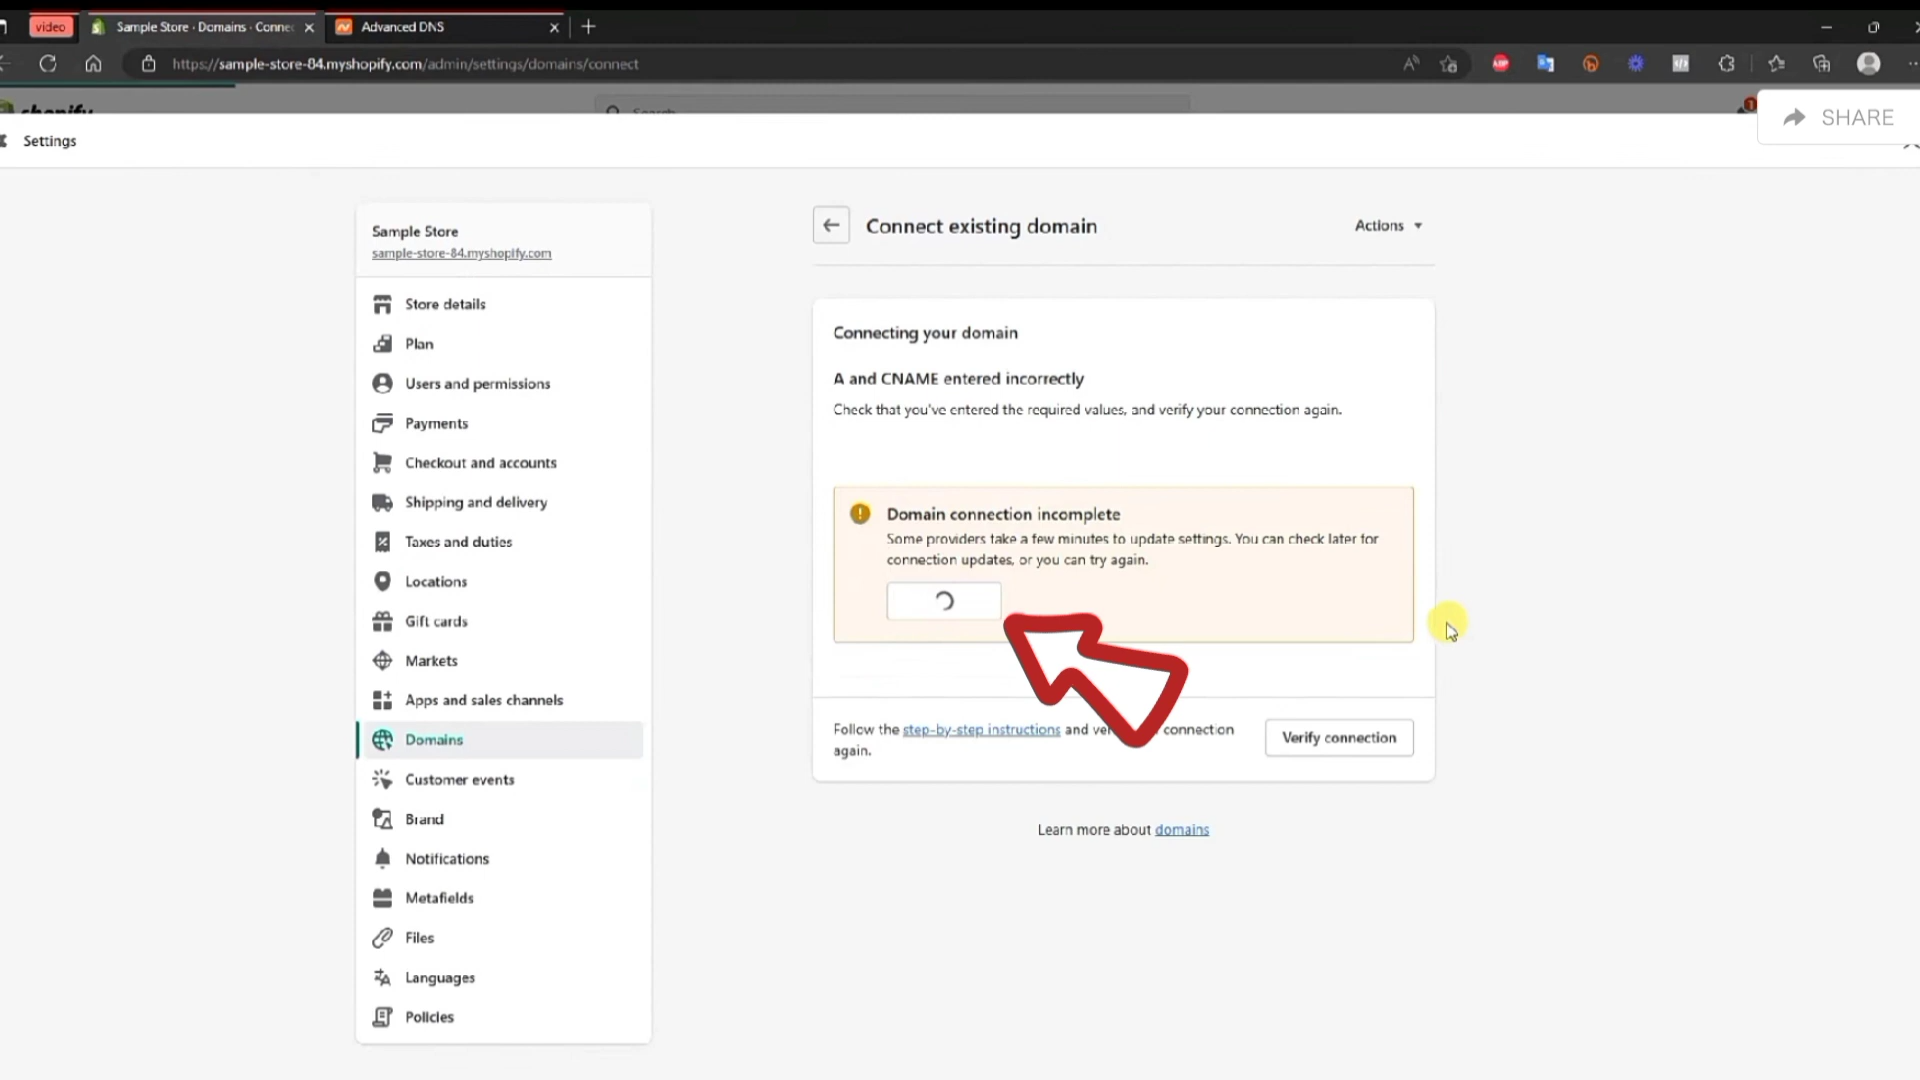 video
Sample Store · Domains · Connec
Advanced DNS
https://sample-store-84.myshopify.com/admin/settings/domains/connect
shopify
Search
1
SHARE
Settings
Sample Store
sample-store-84.myshopify.com
Store details
Plan
Users and permissions
Payments
Checkout and accounts
Shipping and delivery
Taxes and duties
Locations
Gift cards
Markets
Apps and sales channels
Domains
Customer events
Brand
Notifications
Metafields
Files
Languages
Policies
Connect existing domain
Actions
Connecting your domain
A and CNAME entered incorrectly
Check that you've entered the required values, and verify your connection again.
Domain connection incomplete
Some providers take a few minutes to update settings. You can check later for
connection updates, or you can try again.
Follow the step-by-step instructions and connection
again.
Verify connection
Learn more about domains